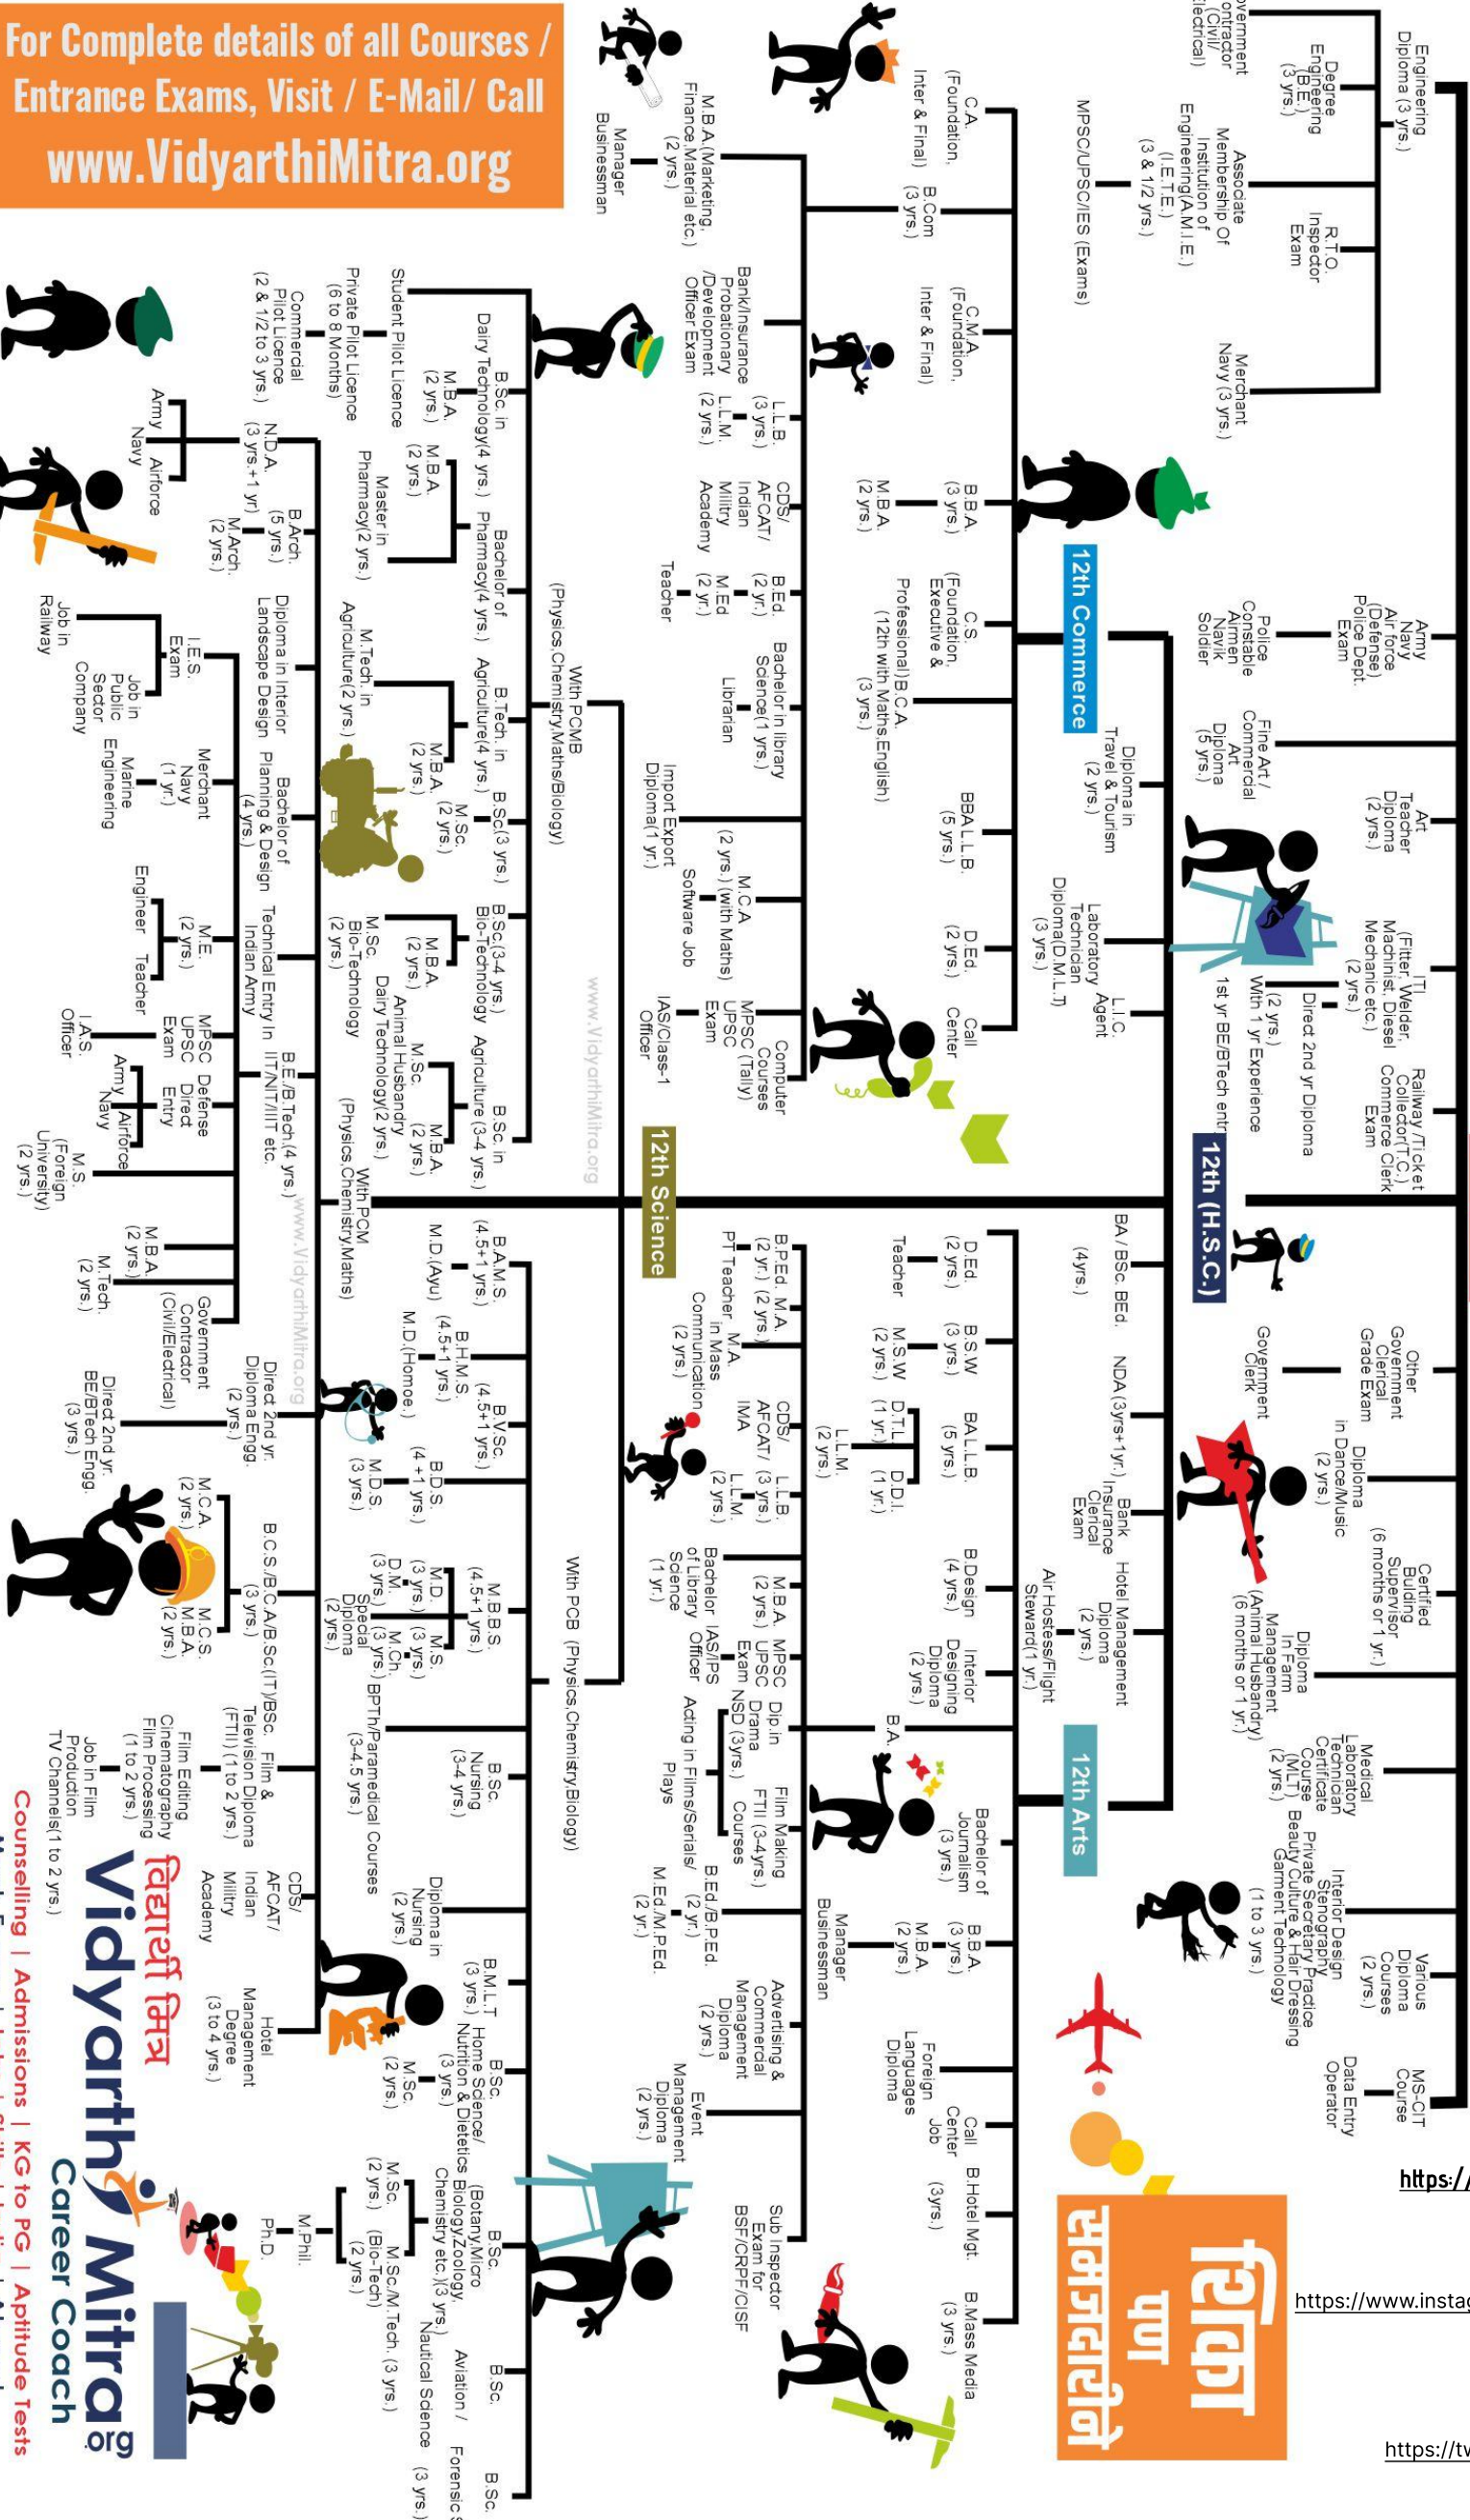 For Complete details of all Courses /
Entrance Exams, Visit / E-Mail/ Call
www.VidyarthiMitra.org
Engineering
Diploma (3 yrs.)
Degree
Engineering
(B.E.)
(3 yrs.)
Electrical)
(Civil/
Associate
Membership Of
Institution of
Engineering(A.M.I.E.)
(I.E.T.E.)
(3 & 1/2 yrs.)
MPSC/UPSC/IES (Exams)
R.T.O.
Inspector
Exam
Merchant
Navy (3 yrs.)
Army
Navy
Air force
(Defense)
Police Dept.
Exam
Police
Constable
Airmen
Navik
Soldier
Fine Art /
Commercial
Art
Diploma
(5 yrs.)
Art
Teacher
Diploma
(2 yrs.)
ITI
(Fitter, Welder,
Machinist, Diesel
Mechanic etc.)
(2 yrs.)
Direct 2nd yr Diploma
(2 yrs.)
With 1 yr Experience
1st yr BE/BTech entr
Railway /Ticket
Collector(T.C.)
Commerce Clerk
Exam
12th (H.S.C.)
Other
Government
Clerical
Grade Exam
Government
Clerk
Diploma
in Dance/Music
(2 yrs.)
Certified
Building
Supervisor
(6 months or 1 yr.)
Diploma
In Farm
Management
(Animal Husbandry)
(6 months or 1 yr.)
Medical
Laboratory
Technician
Certificate
Course
(MLT)
(2 yrs.)
Interior Design
Stenography
Private Secretary Practice
Beauty Culture & Hair Dressing
Garment Technology
(1 to 3 yrs.)
Various
Diploma
Courses
(2 yrs.)
MS-CIT
Course
Data Entry
Operator
https:/
https://www.insta
https://tv
दिशा
पण
समजदारीने
12th Commerce
Diploma in
Travel & Tourism
(2 yrs.)
Laboratory
Technician
Diploma(D.M.L.T)
(3 yrs.)
L.I.C.
Agent
BA / BSc. BEd.
(4yrs.)
NDA (3yrs+1yr.)
Bank
Insurance
Clerical
Exam
Hotel Management
Diploma
(2 yrs.)
Air Hostess/Flight
Steward(1 yr.)
12th Arts
C.A.
(Foundation,
Inter & Final)
B.Com
(3 yrs.)
C.M.A.
(Foundation,
Inter & Final)
B.B.A.
(3 yrs.)
M.B.A.
(2 yrs.)
C.S.
(Foundation,
Executive &
Professional)
B.C.A.
(12th with Maths,English)
(3 yrs.)
BBA L.L.B.
(5 yrs.)
D.Ed.
(2 yrs.)
Call
Center
M.B.A.(Marketing,
Finance,Material etc.)
(2 yrs.)
Manager
Businessman
Bank/Insurance
Probationary
/Development
Officer Exam
L.L.B.
(3 yrs.)
L.L.M.
(2 yrs.)
CDS/
AFCAT/
Indian
Militry
Academy
B.Ed.
(2 yr.)
M.Ed
(2 yr.)
Teacher
Bachelor in library
Science(1 yrs.)
Librarian
Import Export
Diploma(1 yr.)
M.C.A
(2 yrs.) (with Maths)
Software Job
MPSC
UPSC
Exam
IAS/Class-1
Officer
Computer
Courses
(Tally)
D.Ed.
(2 yrs.)
Teacher
B.S.W
(3 yrs.)
M.S.W
(2 yrs.)
BA L.L.B.
(5 yrs.)
D.T.L.
(1 yr.)
D.D.I.
(1 yr.)
L.L.M.
(2 yrs.)
B.Design
(4 yrs.)
Interior
Designing
Diploma
(2 yrs.)
B.A.
Bachelor of
Journalism
(3 yrs.)
B.B.A.
(3 yrs.)
M.B.A.
(2 yrs.)
Manager
Businessman
Foreign
Languages
Diploma
Call
Center
Job
B.Hotel Mgt.
(3yrs.)
B.Mass Media
(3 yrs.)
B.P.Ed.
(2 yr.)
PT Teacher
M.A.
(2 yrs.)
M.A.
in Mass
Communication
(2 yrs.)
CDS/
AFCAT/
IMA
L.L.B.
(3 yrs.)
L.L.M.
(2 yrs.)
Bachelor
of Library
Science
(1 yr.)
M.B.A.
(2 yrs.)
MPSC
UPSC
Exam
IAS/IPS
Officer
Dip.in
Drama
NSD (3yrs.)
Film Making
FTII (3-4yrs.)
Courses
Acting in Films/Serials/
Plays
B.Ed./B.P.Ed.
(2 yr.)
M.Ed./M.P.Ed.
(2 yr.)
Advertising &
Commercial
Management
Diploma
(2 yrs.)
Event
Management
Diploma
(2 yrs.)
Sub Inspector
Exam for
BSF/CRPF/CISF
12th Science
www.VidyarthiMitra.org
With PCMB
(Physics,Chemistry,Maths/Biology)
Student Pilot Licence
Private Pilot Licence
(6 to 8 Months)
Commercial
Pilot Licence
(2 & 1/2 to 3 yrs.)
B.Sc. in
Dairy Technology(4 yrs.)
M.B.A.
(2 yrs.)
Bachelor of
Pharmacy(4 yrs.)
M.B.A.
(2 yrs.)
Master in
Pharmacy(2 yrs.)
B.Tech. in
Agriculture(4 yrs.)
M.Tech. in
Agriculture(2 yrs.)
M.B.A.
(2 yrs.)
B.Sc.(3 yrs.)
M.Sc.
(2 yrs.)
B.Sc.(3-4 yrs.)
Bio-Technology
M.B.A.
(2 yrs.)
M.Sc.
Bio-Technology
(2 yrs.)
B.Sc. in
Agriculture (3-4 yrs.)
M.Sc.
Animal Husbandry
Dairy Technology(2 yrs.)
M.B.A.
(2 yrs.)
With PCB (Physics,Chemistry,Biology)
B.A.M.S.
(4.5+1 yrs.)
M.D.(Ayu)
B.H.M.S.
(4.5+1 yrs.)
M.D.(Homoe.)
B.V.Sc.
(4.5+1 yrs.)
B.D.S.
(4 +1 yrs.)
M.D.S.
(3 yrs.)
M.B.B.S.
(4.5+1 yrs.)
M.D.
(3 yrs.)
M.S.
(3 yrs.)
D.M.
(3 yrs.)
M.Ch.
(3 yrs.)
Special
Diploma
(2 yrs.)
BPTh/Paramedical Courses
(3-4.5 yrs.)
B.Sc.
Nursing
(3-4 yrs.)
Diploma in
Nursing
(2 yrs.)
B.M.L.T
(3 yrs.)
B.Sc.
Home Science/
Nutrition & Dietetics
(3 yrs.)
M.Sc.
(2 yrs.)
B.Sc.
(Botany,Micro
Biology,Zoology,
Chemistry etc.)(3 yrs.)
M.Sc.
(2 yrs.)
M.Sc/M.Tech. (3 yrs.)
(Bio-Tech)
(2 yrs.)
M.Phil.
Ph.D.
B.Sc.
Aviation /
Nautical Science
(3 yrs.)
B.Sc.
Forensic
With PCM
(Physics,Chemistry,Maths)
www.VidyarthiMitra.org
N.D.A.
(3 yrs.+1 yr)
Army
Airforce
Navy
B.Arch.
(5 yrs.)
M.Arch.
(2 yrs.)
Diploma in Interior
Landscape Design
Bachelor of
Planning & Design
(4 yrs.)
Technical Entry in
Indian Army
B.E./B.Tech.(4 yrs.)
IIT/NIT/IIIT etc.
I.E.S.
Exam
Job in
Railway
Job in
Public
Sector
Company
Merchant
Navy
(1 yr.)
Marine
Engineering
M.E.
(2 yrs.)
Engineer
Teacher
MPSC
UPSC
Exam
I.A.S.
Officer
Defense
Direct
Entry
Army
Airforce
Navy
M.S.
(Foreign
University)
(2 yrs.)
M.B.A.
(2 yrs.)
M.Tech.
(2 yrs.)
Government
Contractor
(Civil/Electrical)
Direct 2nd yr.
Diploma Engg.
(2 yrs.)
Direct 2nd yr.
BE/BTech Engg.
(3 yrs.)
B.C.S./B.C.A/B.Sc(IT)/BSc.
(3 yrs.)
M.C.A.
(2 yrs.)
M.C.S.
M.B.A.
(2 yrs.)
Film &
Television Diploma
(FTII) (1 to 2 yrs.)
Film Editing
Cinematography
Film Processing
(1 to 2 yrs.)
Job in Film
Production
TV Channels(1 to 2 yrs.)
CDS/
AFCAT/
Indian
Militry
Academy
Hotel
Management
Degree
(3 to 4 yrs.)
विद्यार्थी मित्र
Vidyarthi Mitra.org
Career Coach
Counselling | Admissions | KG to PG | Aptitude Tests